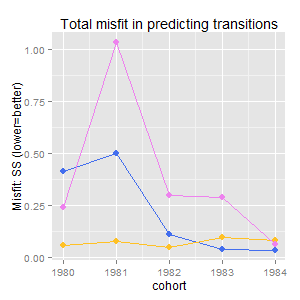 Total misfit in predicting transitions
Misfit: SS (lower=better)
1.00
0.75
0.50
0.25
0.00
1980 1981 1982 1983 1984
cohort